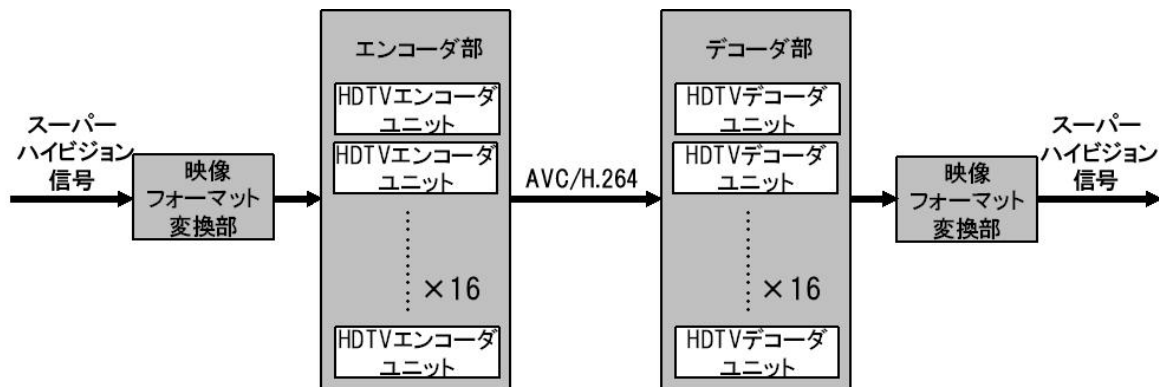 スーパー
ハイビジョン
信号
映像
フォーマット
変換部
エンコーダ部
HDTVエンコーダ
ユニット
HDTVエンコーダ
ユニット
×16
HDTVエンコーダ
ユニット
AVC/H.264
デコーダ部
HDTVデコーダ
ユニット
HDTVデコーダ
ユニット
×16
HDTVデコーダ
ユニット
映像
フォーマット
変換部
スーパー
ハイビジョン
信号